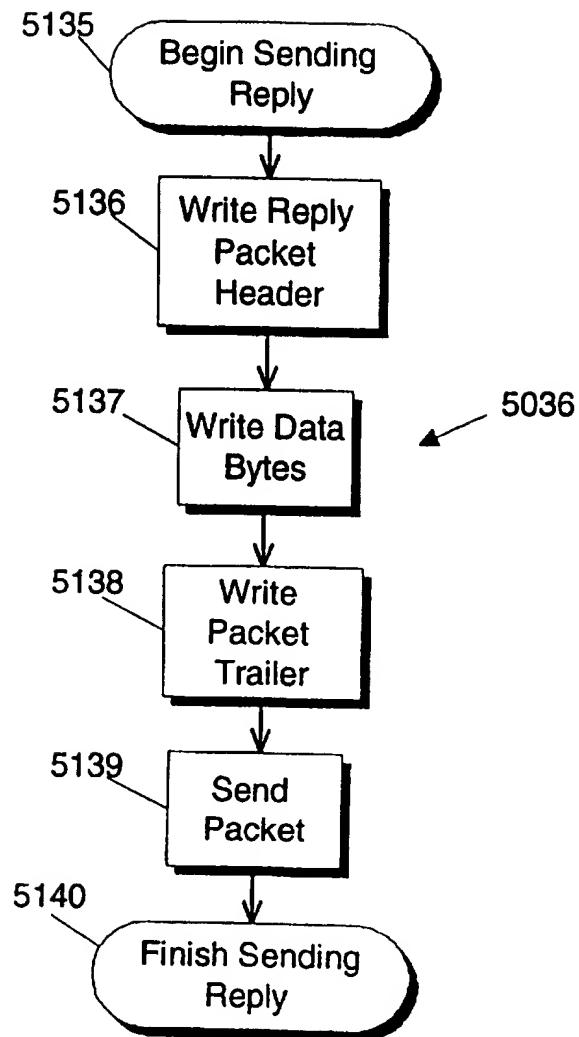 5135
Begin Sending
Reply
5136
Write Reply
Packet
Header
5137
Write Data
Bytes
5036
5138
Write
Packet
Trailer
5139
Send
Packet
5140
Finish Sending
Reply